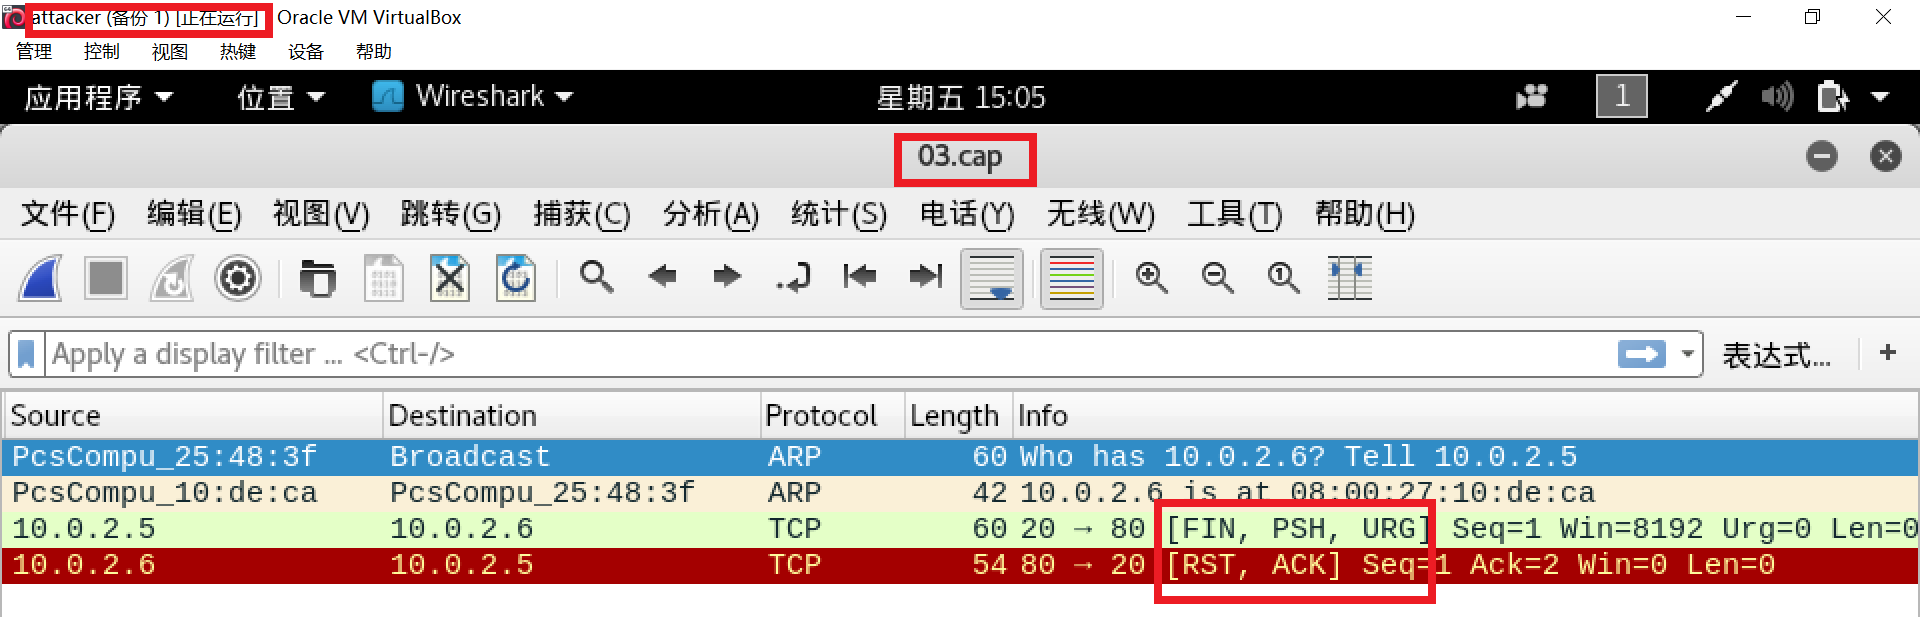 attacker (备份 1) [正在运行] Oracle VM VirtualBox
管理 控制 视图 热键 设备 帮助
应用程序 位置 Wireshark 星期五 15:05 1
03.cap
文件(F) 编辑(E) 视图(V) 跳转(G) 捕获(C) 分析(A) 统计(S) 电话(Y) 无线(W) 工具(T) 帮助(H)
Apply a display filter ... <Ctrl-/> 表达式... +
Source Destination Protocol Length Info
PcsCompu_25:48:3f Broadcast ARP 60 Who has 10.0.2.6? Tell 10.0.2.5
PcsCompu_10:de:ca PcsCompu_25:48:3f ARP 42 10.0.2.6 is at 08:00:27:10:de:ca
10.0.2.5 10.0.2.6 TCP 60 20 → 80 [FIN, PSH, URG] Seq=1 Win=8192 Urg=0 Len=0
10.0.2.6 10.0.2.5 TCP 54 80 → 20 [RST, ACK] Seq=1 Ack=2 Win=0 Len=0